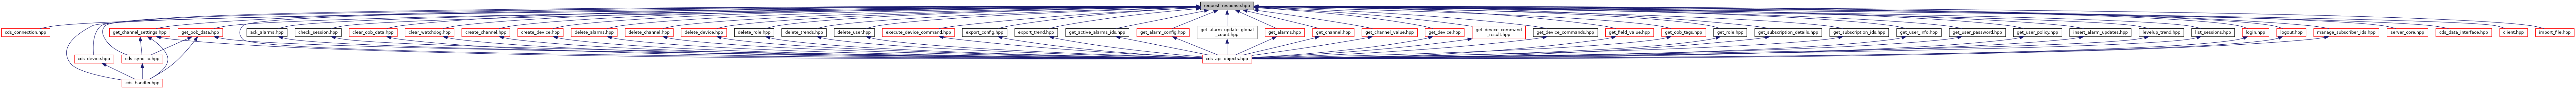 request_response.hpp
cds_connection.hpp
get_channel_settings.hpp
get_oob_data.hpp
ack_alarms.hpp
check_session.hpp
clear_oob_data.hpp
clear_watchdog.hpp
create_channel.hpp
create_device.hpp
delete_alarms.hpp
delete_channel.hpp
delete_device.hpp
delete_role.hpp
delete_trends.hpp
delete_user.hpp
execute_device_command.hpp
export_config.hpp
export_trend.hpp
get_active_alarms_ids.hpp
get_alarm_config.hpp
get_alarm_update_global
_count.hpp
get_alarms.hpp
get_channel.hpp
get_channel_value.hpp
get_device.hpp
get_device_command
_result.hpp
get_device_commands.hpp
get_field_value.hpp
get_oob_tags.hpp
get_role.hpp
get_subscription_details.hpp
get_subscription_ids.hpp
get_user_info.hpp
get_user_password.hpp
get_user_policy.hpp
insert_alarm_updates.hpp
levelup_trend.hpp
list_sessions.hpp
login.hpp
logout.hpp
manage_subscriber_ids.hpp
server_core.hpp
cds_data_interface.hpp
client.hpp
import_file.hpp
cds_device.hpp
cds_sync_io.hpp
cds_api_objects.hpp
cds_handler.hpp